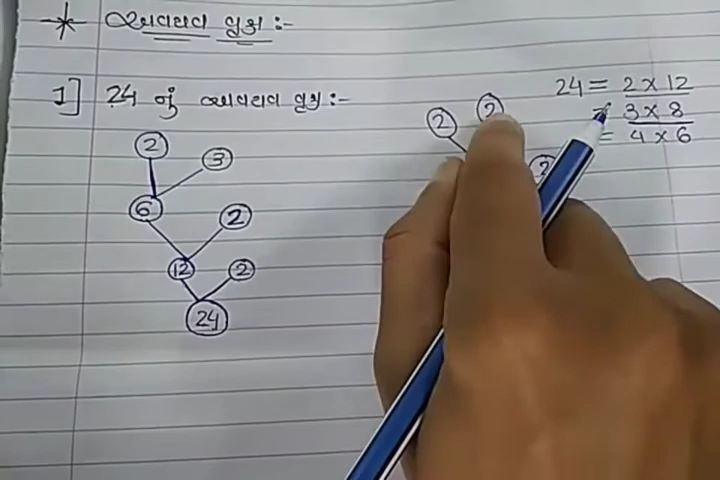 * અવયવ વૃક્ષ :-
1] 24 નું અવયવ વૃક્ષ :-
24 = 2 × 12
= 3 × 8
= 4 × 6
2 3
6 2
12 2
24
2 2
2